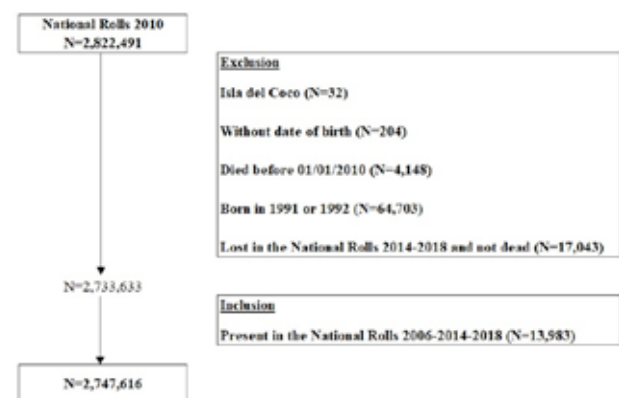 National Rolls 2010
N=2,822,491
Exclusion
Isla del Coco (N=32)
Without date of birth (N=204)
Died before 01/01/2010 (N=4,148)
Born in 1991 or 1992 (N=64,703)
Lost in the National Rolls 2014-2018 and not dead (N=17,043)
N=2,733,633
Inclusion
Present in the National Rolls 2006-2014-2018 (N=13,983)
N=2,747,616